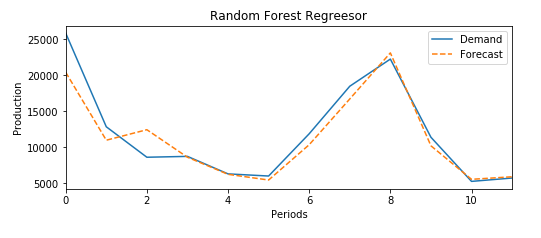 Random Forest Regreesor
Demand
Forecast
Production
25000
20000
15000
10000
5000
0 2 4 6 8 10
Periods